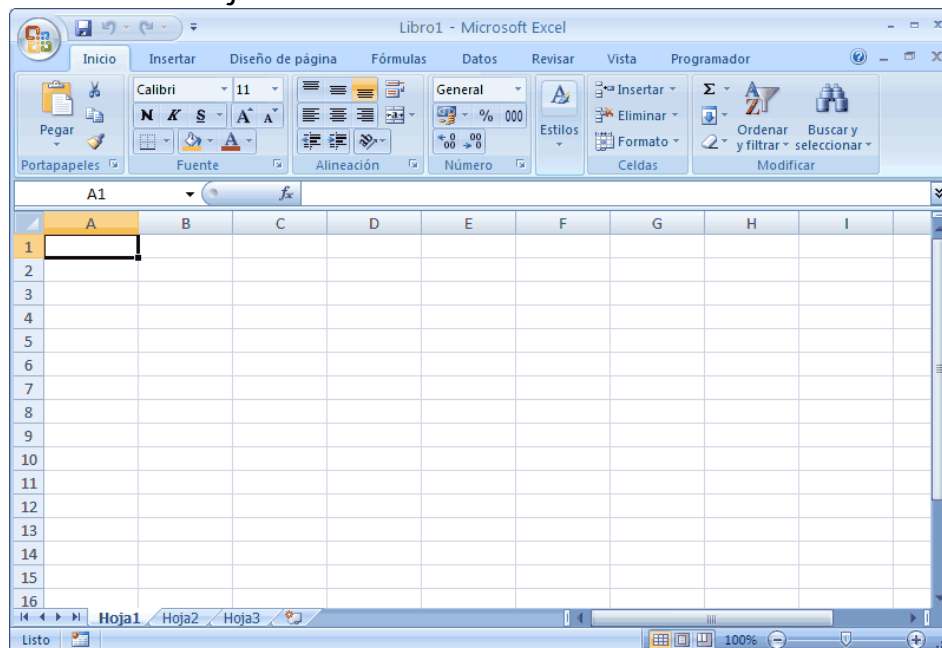 Libro1 - Microsoft Excel
Inicio Insertar Diseño de página Fórmulas Datos Revisar Vista Programador
Calibri 11 General Insertar Σ
N K S A A % 000 Eliminar
Pegar A Estilos Formato Ordenar y filtrar Buscar y seleccionar
Portapapeles Fuente Alineación Número Celdas Modificar
A1 fx
A B C D E F G H I
1
2
3
4
5
6
7
8
9
10
11
12
13
14
15
16
Hoja1 Hoja2 Hoja3
Listo 100%